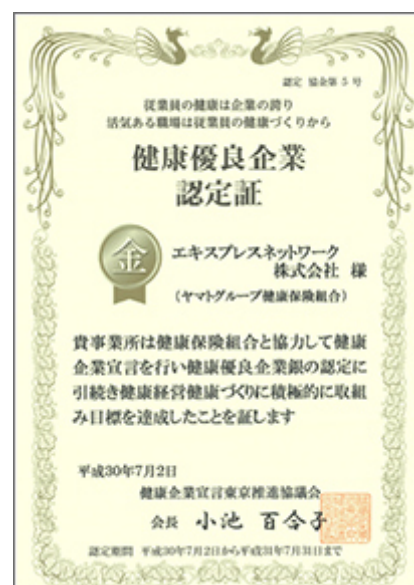 認定 協金第5号
従業員の健康は企業の誇り
活気ある職場は従業員の健康づくりから
健康優良企業
認定証
金
エキスプレスネットワーク
株式会社 様
(ヤマトグループ健康保険組合)
貴事業所は健康保険組合と協力して健康
企業宣言を行い健康優良企業銀の認定に
引続き健康経営健康づくりに積極的に取組
み目標を達成したことを証します
平成30年7月2日
健康企業宣言東京推進協議会
会長 小池 百合子
認定期間 平成30年7月2日から平成31年7月31日まで